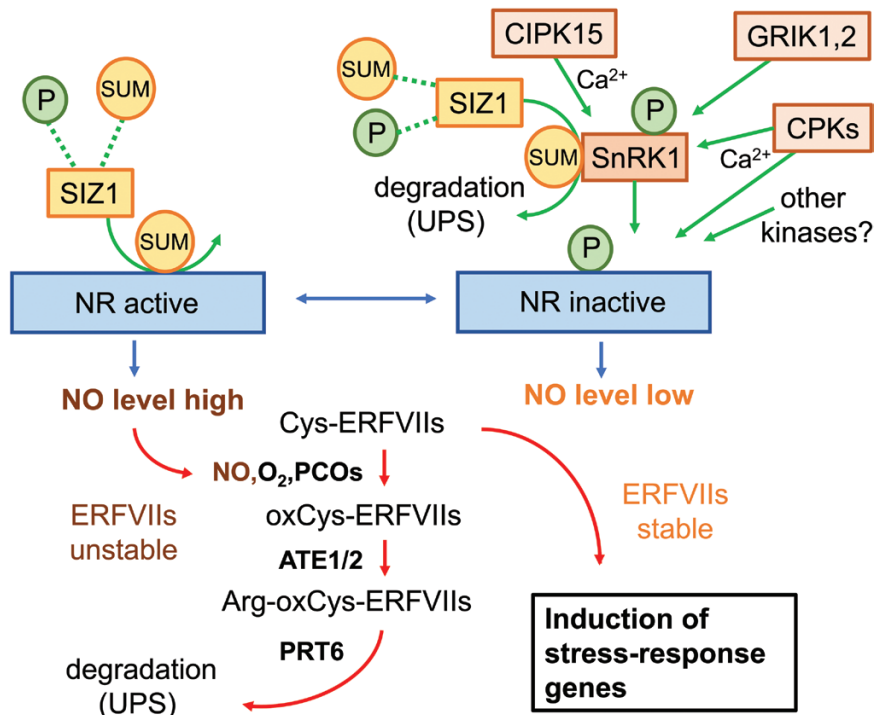 P
SUM
SIZ1
SUM
NR active
SUM
P
SIZ1
SUM
degradation
(UPS)
CIPK15
Ca²⁺
P
SnRK1
GRIK1,2
CPKs
Ca²⁺
other
kinases?
P
NR inactive
NO level high
NO level low
Cys-ERFVIIs
NO,O₂,PCOs
ERFVIIs
unstable
oxCys-ERFVIIs
ERFVIIs
stable
ATE1/2
Arg-oxCys-ERFVIIs
PRT6
degradation
(UPS)
Induction of
stress-response
genes